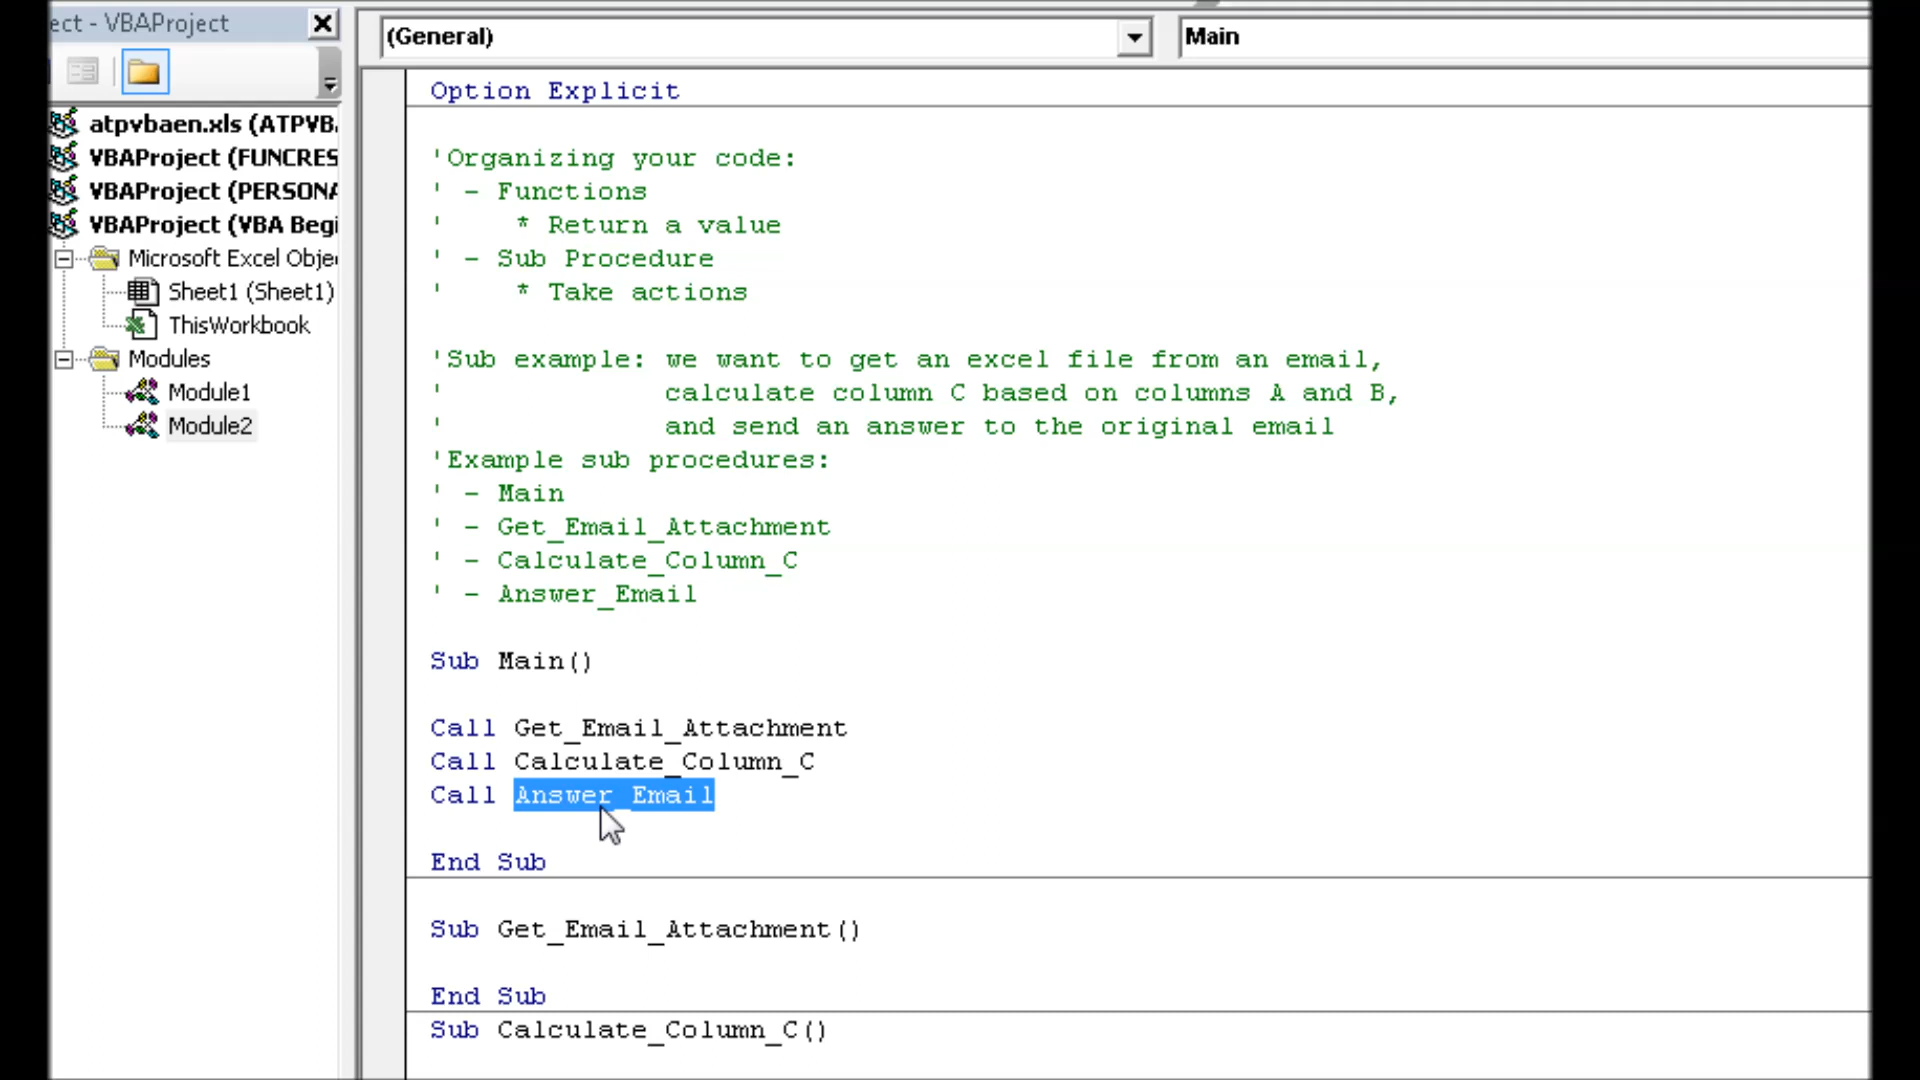 ect - VBAProject
atpvbaen.xls (ATPVB
VBAProject (FUNCRES
VBAProject (PERSONA
VBAProject (VBA Begi
Microsoft Excel Obje
Sheet1 (Sheet1)
ThisWorkbook
Modules
Module1
Module2
(General)
Main
Option Explicit
'Organizing your code:
' - Functions
' * Return a value
' - Sub Procedure
' * Take actions
'Sub example: we want to get an excel file from an email,
' calculate column C based on columns A and B,
' and send an answer to the original email
'Example sub procedures:
' - Main
' - Get_Email_Attachment
' - Calculate_Column_C
' - Answer_Email
Sub Main()
Call Get_Email_Attachment
Call Calculate_Column_C
Call Answer_Email
End Sub
Sub Get_Email_Attachment()
End Sub
Sub Calculate_Column_C()